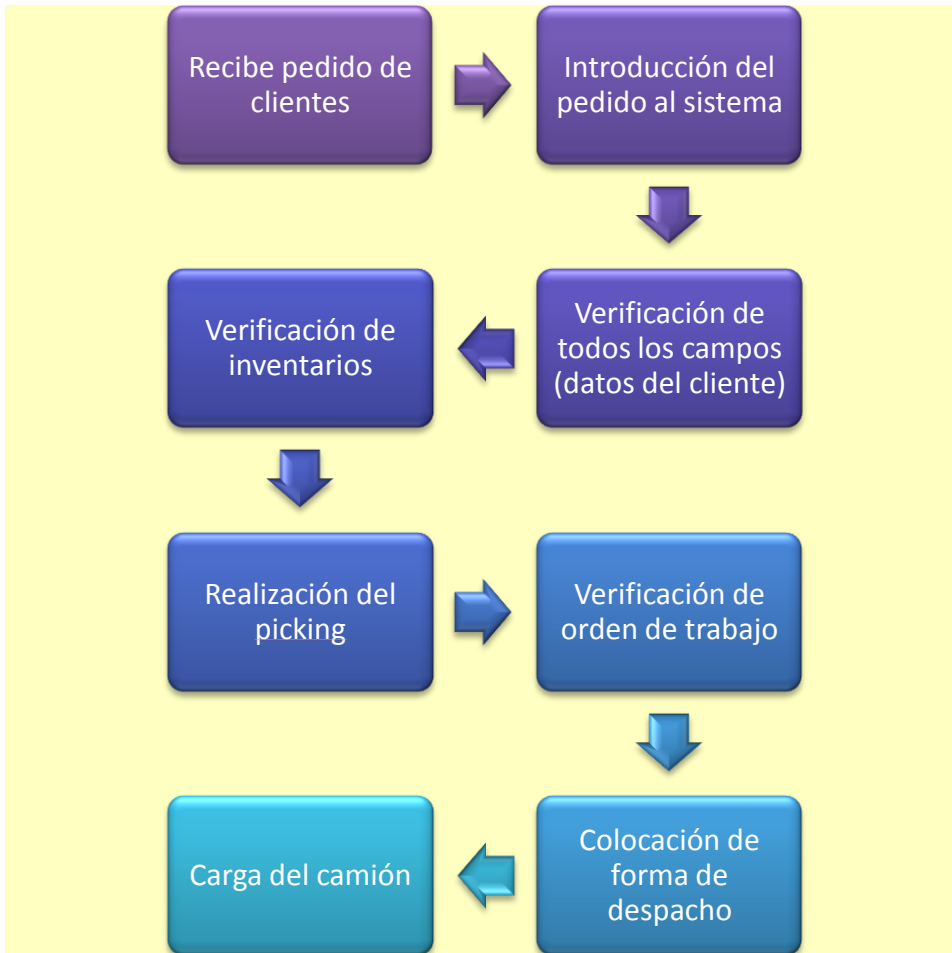 Recibe pedido de
clientes
Introducción del
pedido al sistema
Verificación de
todos los campos
(datos del cliente)
Verificación de
inventarios
Realización del
picking
Verificación de
orden de trabajo
Colocación de
forma de
despacho
Carga del camión